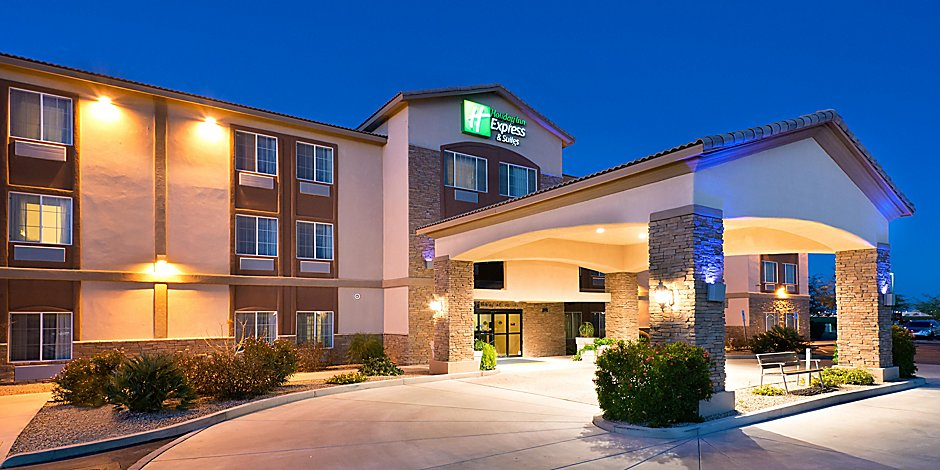 H
Holiday Inn
Express
& Suites